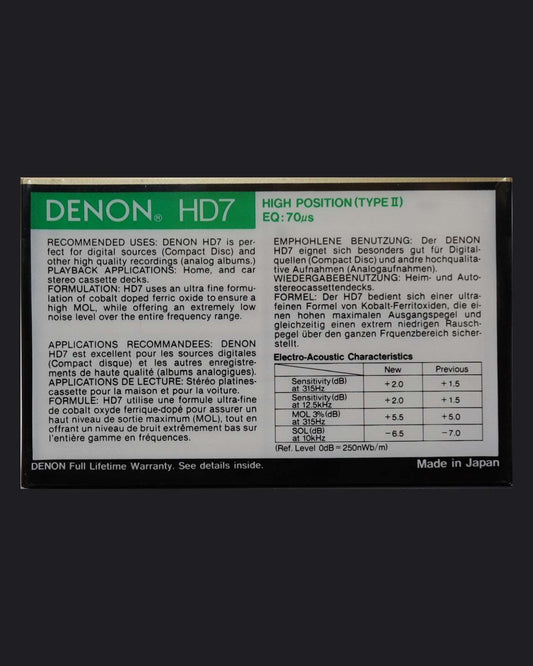 DENON® HD7
HIGH POSITION (TYPE II)
EQ: 70μs
RECOMMENDED USES: DENON HD7 is per-
fect for digital sources (Compact Disc) and
other high quality recordings (analog albums.)
PLAYBACK APPLICATIONS: Home, and car
stereo cassette decks.
FORMULATION: HD7 uses an ultra fine formu-
lation of cobalt doped ferric oxide to ensure a
high MOL, while offering an extremely low
noise level over the entire frequency range.
APPLICATIONS RECOMMANDEES: DENON
HD7 est excellent pour les sources digitales
(Compact disque) et les autres enregistre-
ments de haute qualité (albums analogiques).
APPLICATIONS DE LECTURE: Stéréo platines-
cassette pour la maison et pour la voiture.
FORMULE: HD7 utilise une formule ultra-fine
de cobalt oxyde ferrique-dopé pour assurer un
haut niveau de sortie maximum (MOL), tout en
offrant un niveau de bruit extrêmement bas sur
l'entière gamme en fréquences.
EMPHOHLENE BENUTZUNG: Der DENON
HD7 eignet sich besonders gut für Digital-
quellen (Compact Disc) und andre hochqualita-
tive Aufnahmen (Analogaufnahmen).
WIEDERGABEBENUTZUNG: Heim- und Auto-
stereocassettendecks.
FORMEL: Der HD7 bedient sich einer ultra-
feinen Formel von Kobalt-Ferritoxiden, die ei-
nen hohen maximalen Ausgangspegel und
gleichzeitig einen extrem niedrigen Rausch-
pegel über den ganzen Frquenzbereich sicher-
stellt.
Electro-Acoustic Characteristics
New Previous
Sensitivity(dB)
at 315Hz +2.0 +1.5
Sensitivity(dB)
at 12.5kHz +2.0 +1.5
MOL 3%(dB)
at 315Hz +5.5 +5.0
SOL(dB)
at 10kHz −6.5 −7.0
(Ref. Level 0dB=250nWb/m)
DENON Full Lifetime Warranty. See details inside.
Made in Japan